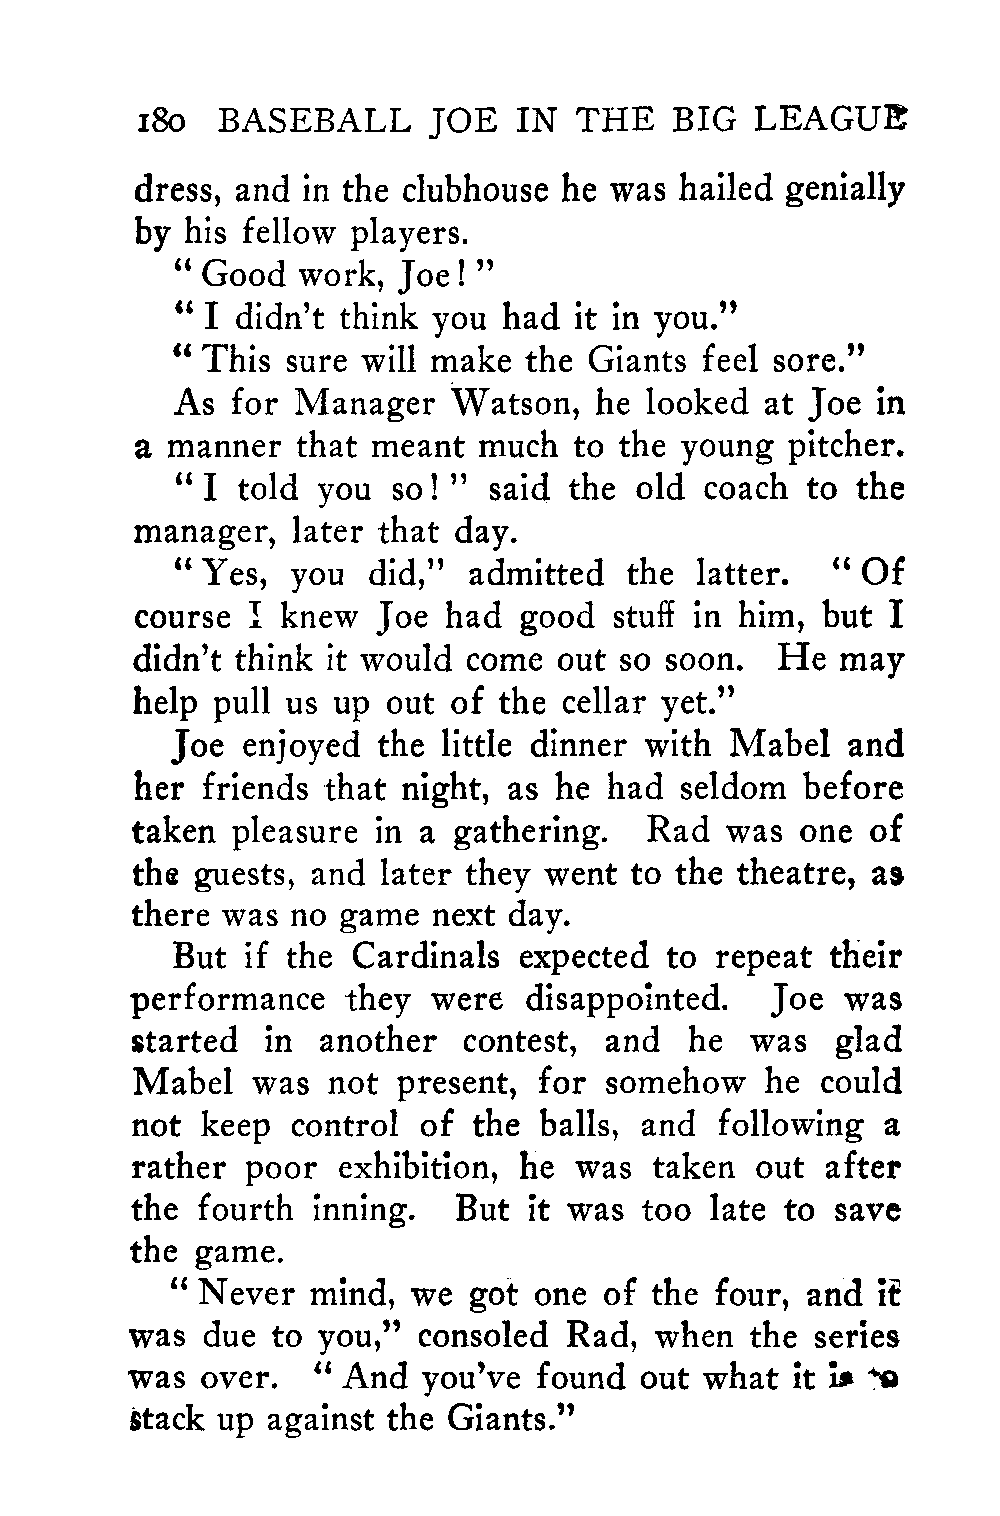 180 BASEBALL JOE IN THE BIG LEAGUE
dress, and in the clubhouse he was hailed genially
by his fellow players.
" Good work, Joe! "
" I didn't think you had it in you."
" This sure will make the Giants feel sore."
As for Manager Watson, he looked at Joe in
a manner that meant much to the young pitcher.
" I told you so! " said the old coach to the
manager, later that day.
" Yes, you did," admitted the latter. " Of
course I knew Joe had good stuff in him, but I
didn't think it would come out so soon. He may
help pull us up out of the cellar yet."
Joe enjoyed the little dinner with Mabel and
her friends that night, as he had seldom before
taken pleasure in a gathering. Rad was one of
the guests, and later they went to the theatre, as
there was no game next day.
But if the Cardinals expected to repeat their
performance they were disappointed. Joe was
started in another contest, and he was glad
Mabel was not present, for somehow he could
not keep control of the balls, and following a
rather poor exhibition, he was taken out after
the fourth inning. But it was too late to save
the game.
" Never mind, we got one of the four, and it
was due to you," consoled Rad, when the series
was over. " And you've found out what it is to
stack up against the Giants."